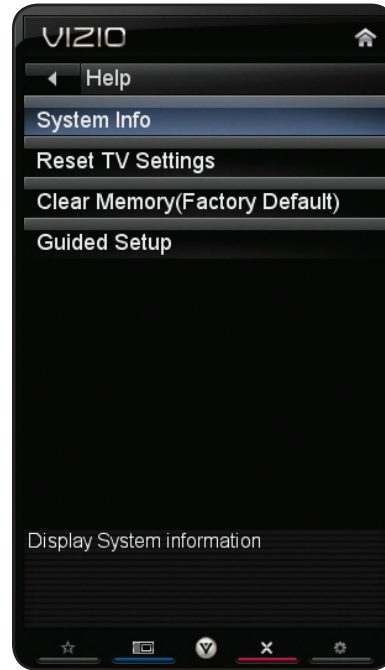 VIZIO
Help
System Info
Reset TV Settings
Clear Memory(Factory Default)
Guided Setup
Display System information
V